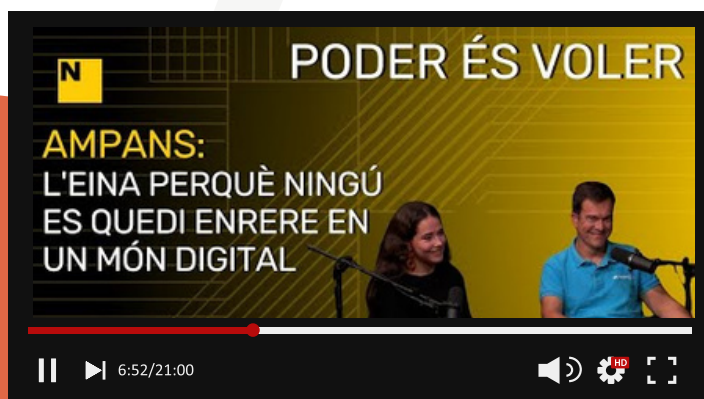 N
PODER ÉS VOLER
AMPANS:
L'EINA PERQUÈ NINGÚ
ES QUEDI ENRERE EN
UN MÓN DIGITAL
6:52/21:00
HD